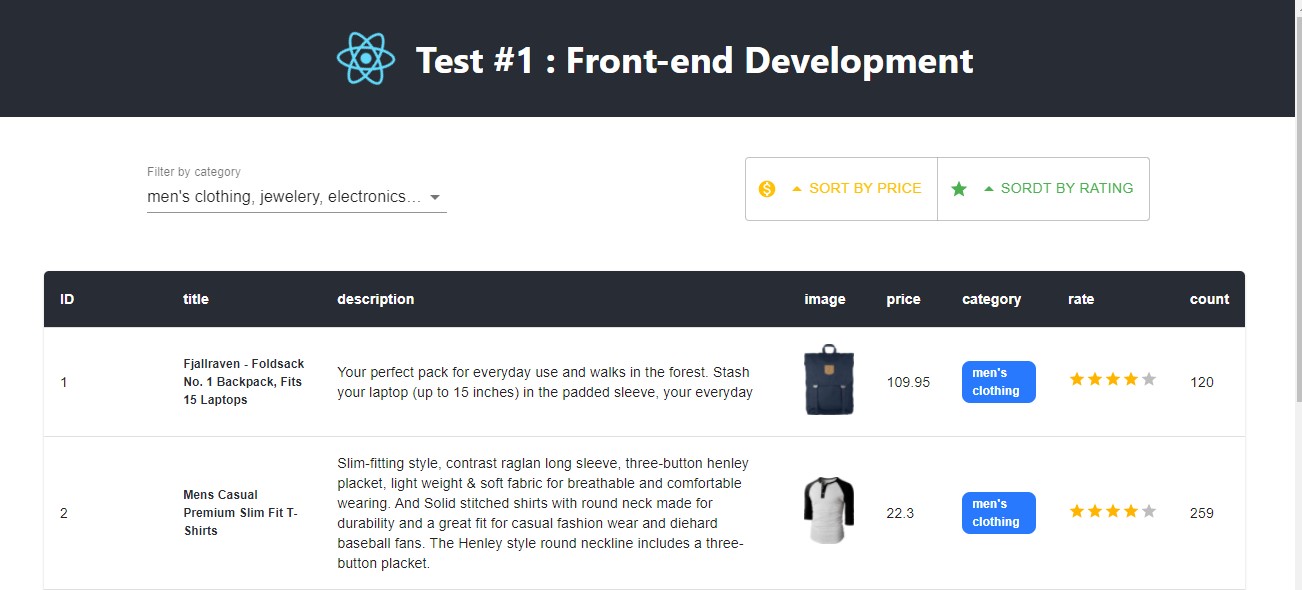 Test #1 : Front-end Development
Filter by category
men's clothing, jewelery, electronics...
SORT BY PRICE
SORDT BY RATING
ID title description image price category rate count
1
Fjallraven - Foldsack
No. 1 Backpack, Fits
15 Laptops
Your perfect pack for everyday use and walks in the forest. Stash
your laptop (up to 15 inches) in the padded sleeve, your everyday
109.95
men's
clothing
120
2
Mens Casual
Premium Slim Fit T-
Shirts
Slim-fitting style, contrast raglan long sleeve, three-button henley
placket, light weight & soft fabric for breathable and comfortable
wearing. And Solid stitched shirts with round neck made for
durability and a great fit for casual fashion wear and diehard
baseball fans. The Henley style round neckline includes a three-
button placket.
22.3
men's
clothing
259